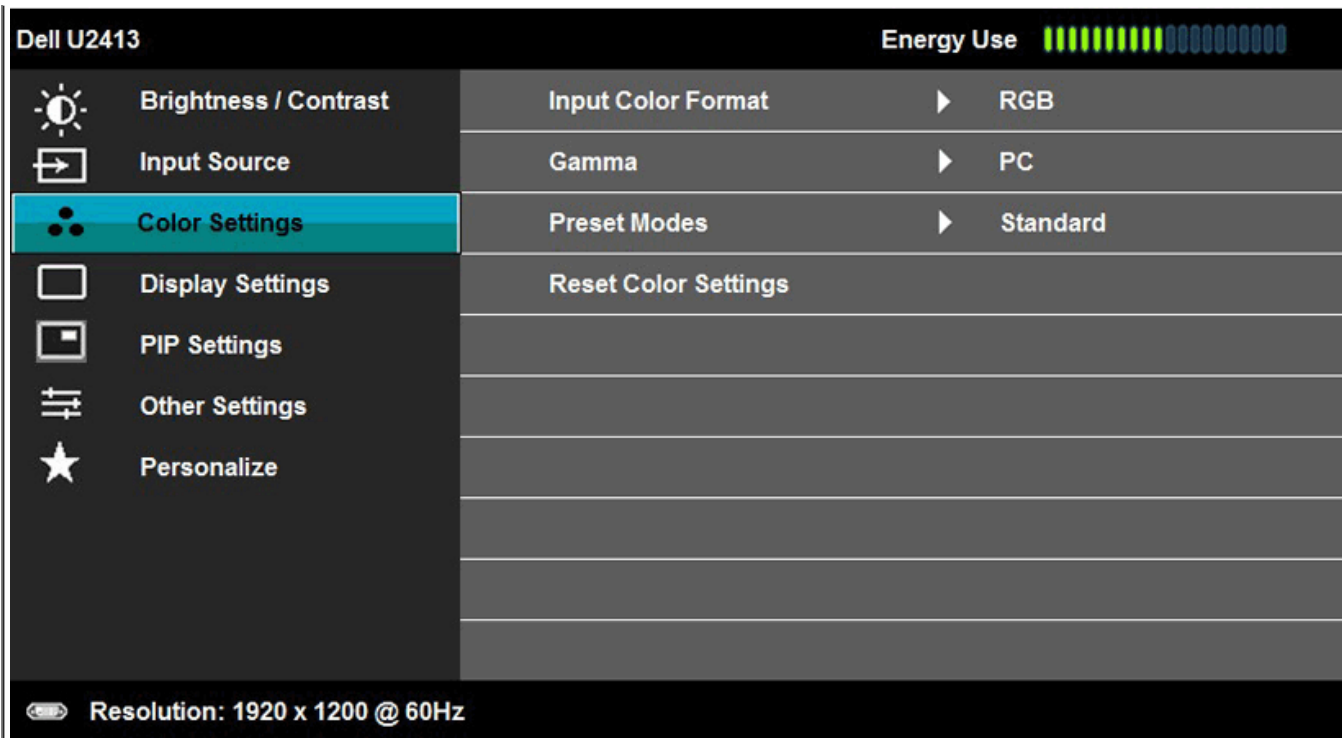 Dell U2413 Energy Use
Brightness / Contrast Input Color Format RGB
Input Source Gamma PC
Color Settings Preset Modes Standard
Display Settings Reset Color Settings
PIP Settings
Other Settings
Personalize
Resolution: 1920 x 1200 @ 60Hz